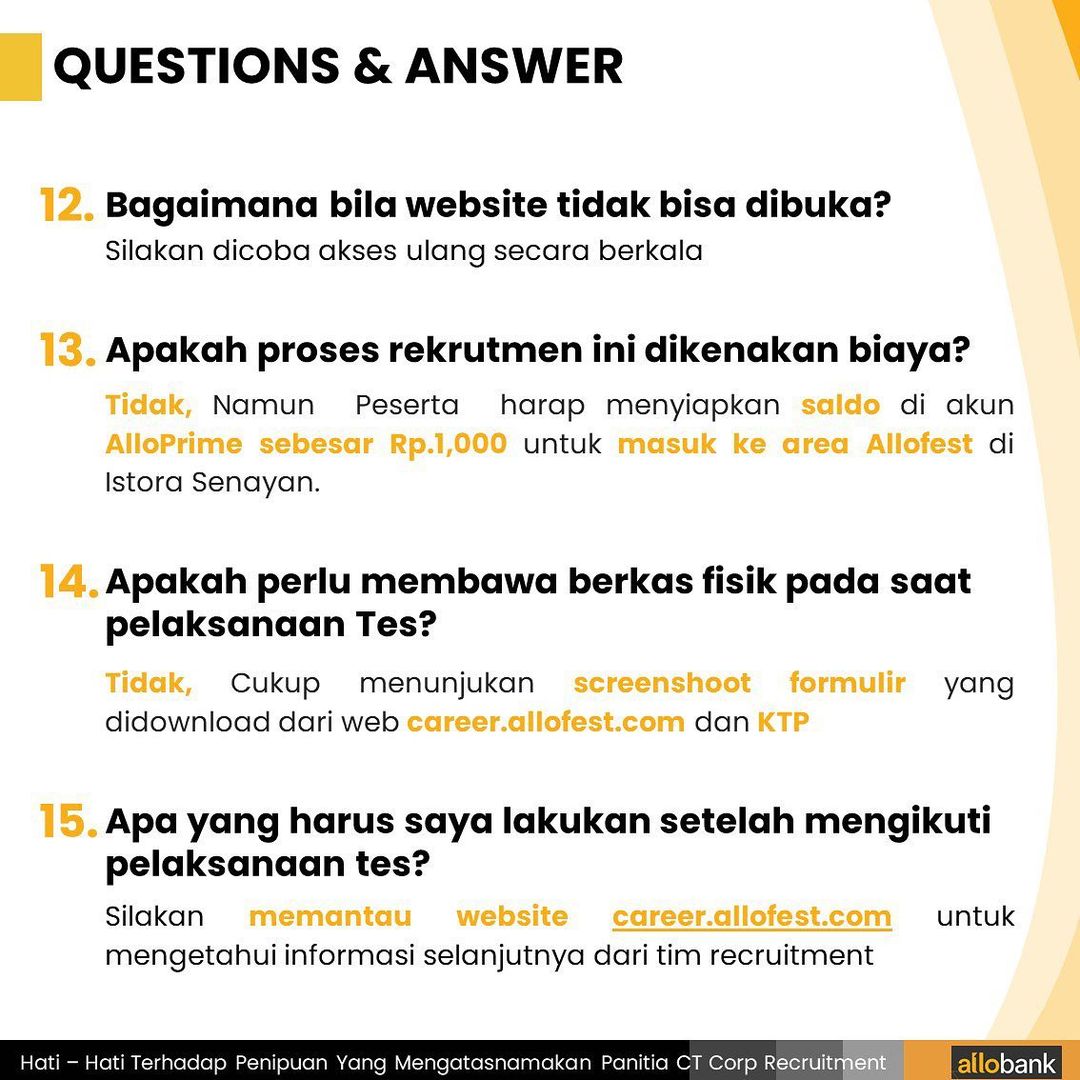 QUESTIONS & ANSWER
12. Bagaimana bila website tidak bisa dibuka?
Silakan dicoba akses ulang secara berkala
13. Apakah proses rekrutmen ini dikenakan biaya?
Tidak, Namun Peserta harap menyiapkan saldo di akun
AlloPrime sebesar Rp.1,000 untuk masuk ke area Allofest di
Istora Senayan.
14. Apakah perlu membawa berkas fisik pada saat
pelaksanaan Tes?
Tidak, Cukup menunjukan screenshoot formulir yang
didownload dari web career.allofest.com dan KTP
15. Apa yang harus saya lakukan setelah mengikuti
pelaksanaan tes?
Silakan memantau website career.allofest.com untuk
mengetahui informasi selanjutnya dari tim recruitment
Hati – Hati Terhadap Penipuan Yang Mengatasnamakan Panitia CT Corp Recruitment
allobank